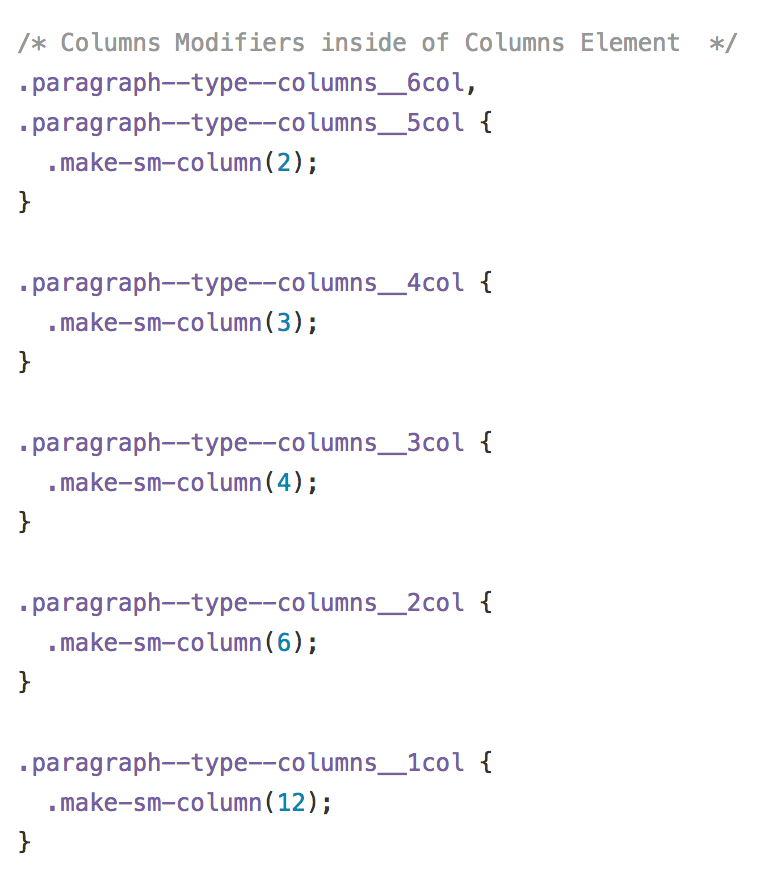 /* Columns Modifiers inside of Columns Element  */
.paragraph--type--columns__6col,
.paragraph--type--columns__5col {
  .make-sm-column(2);
}

.paragraph--type--columns__4col {
  .make-sm-column(3);
}

.paragraph--type--columns__3col {
  .make-sm-column(4);
}

.paragraph--type--columns__2col {
  .make-sm-column(6);
}

.paragraph--type--columns__1col {
  .make-sm-column(12);
}